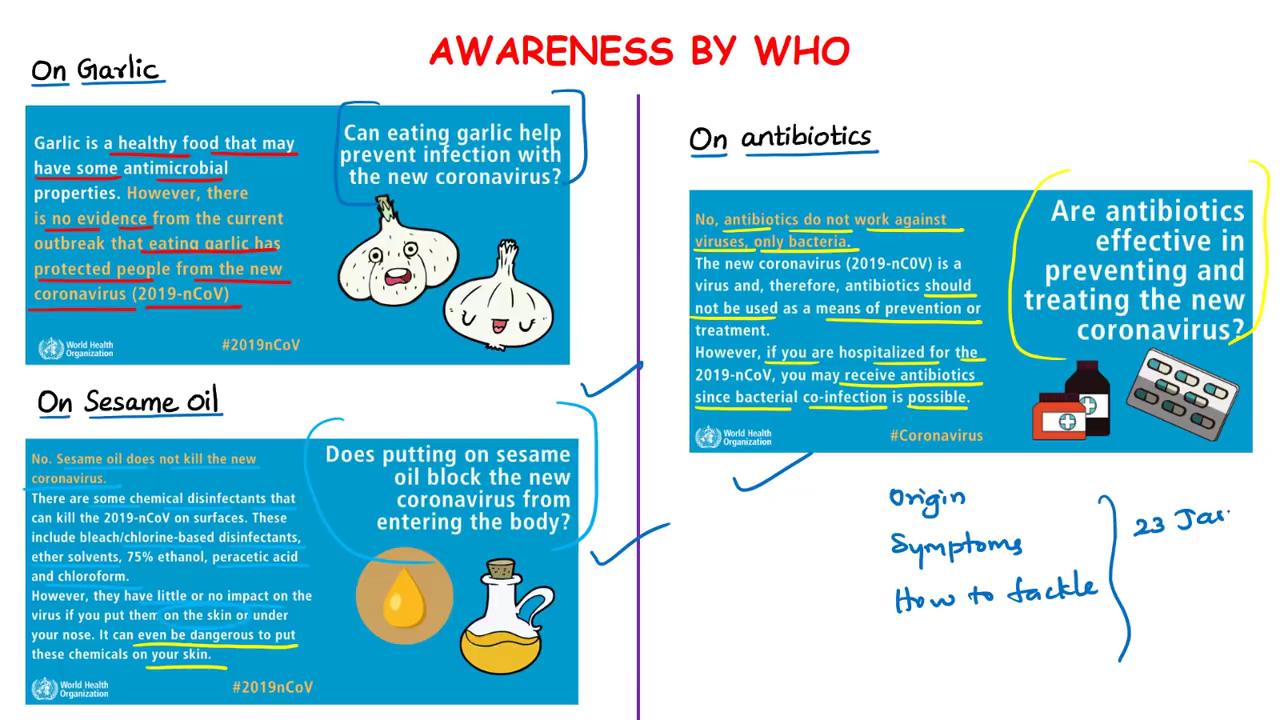 AWARENESS BY WHO
On Garlic
Garlic is a healthy food that may
have some antimicrobial
properties. However, there
is no evidence from the current
outbreak that eating garlic has
protected people from the new
coronavirus (2019-nCoV)
Can eating garlic help
prevent infection with
the new coronavirus?
World Health
Organization
#2019nCoV
On Sesame oil
No. Sesame oil does not kill the new
coronavirus.
There are some chemical disinfectants that
can kill the 2019-nCoV on surfaces. These
include bleach/chlorine-based disinfectants,
ether solvents, 75% ethanol, peracetic acid
and chloroform.
However, they have little or no impact on the
virus if you put them on the skin or under
your nose. It can even be dangerous to put
these chemicals on your skin.
Does putting on sesame
oil block the new
coronavirus from
entering the body?
World Health
Organization
#2019nCoV
On antibiotics
No, antibiotics do not work against
viruses, only bacteria.
The new coronavirus (2019-nC0V) is a
virus and, therefore, antibiotics should
not be used as a means of prevention or
treatment.
However, if you are hospitalized for the
2019-nCoV, you may receive antibiotics
since bacterial co-infection is possible.
Are antibiotics
effective in
preventing and
treating the new
coronavirus?
World Health
Organization
#Coronavirus
Origin
Symptoms
How to tackle
23 Jan